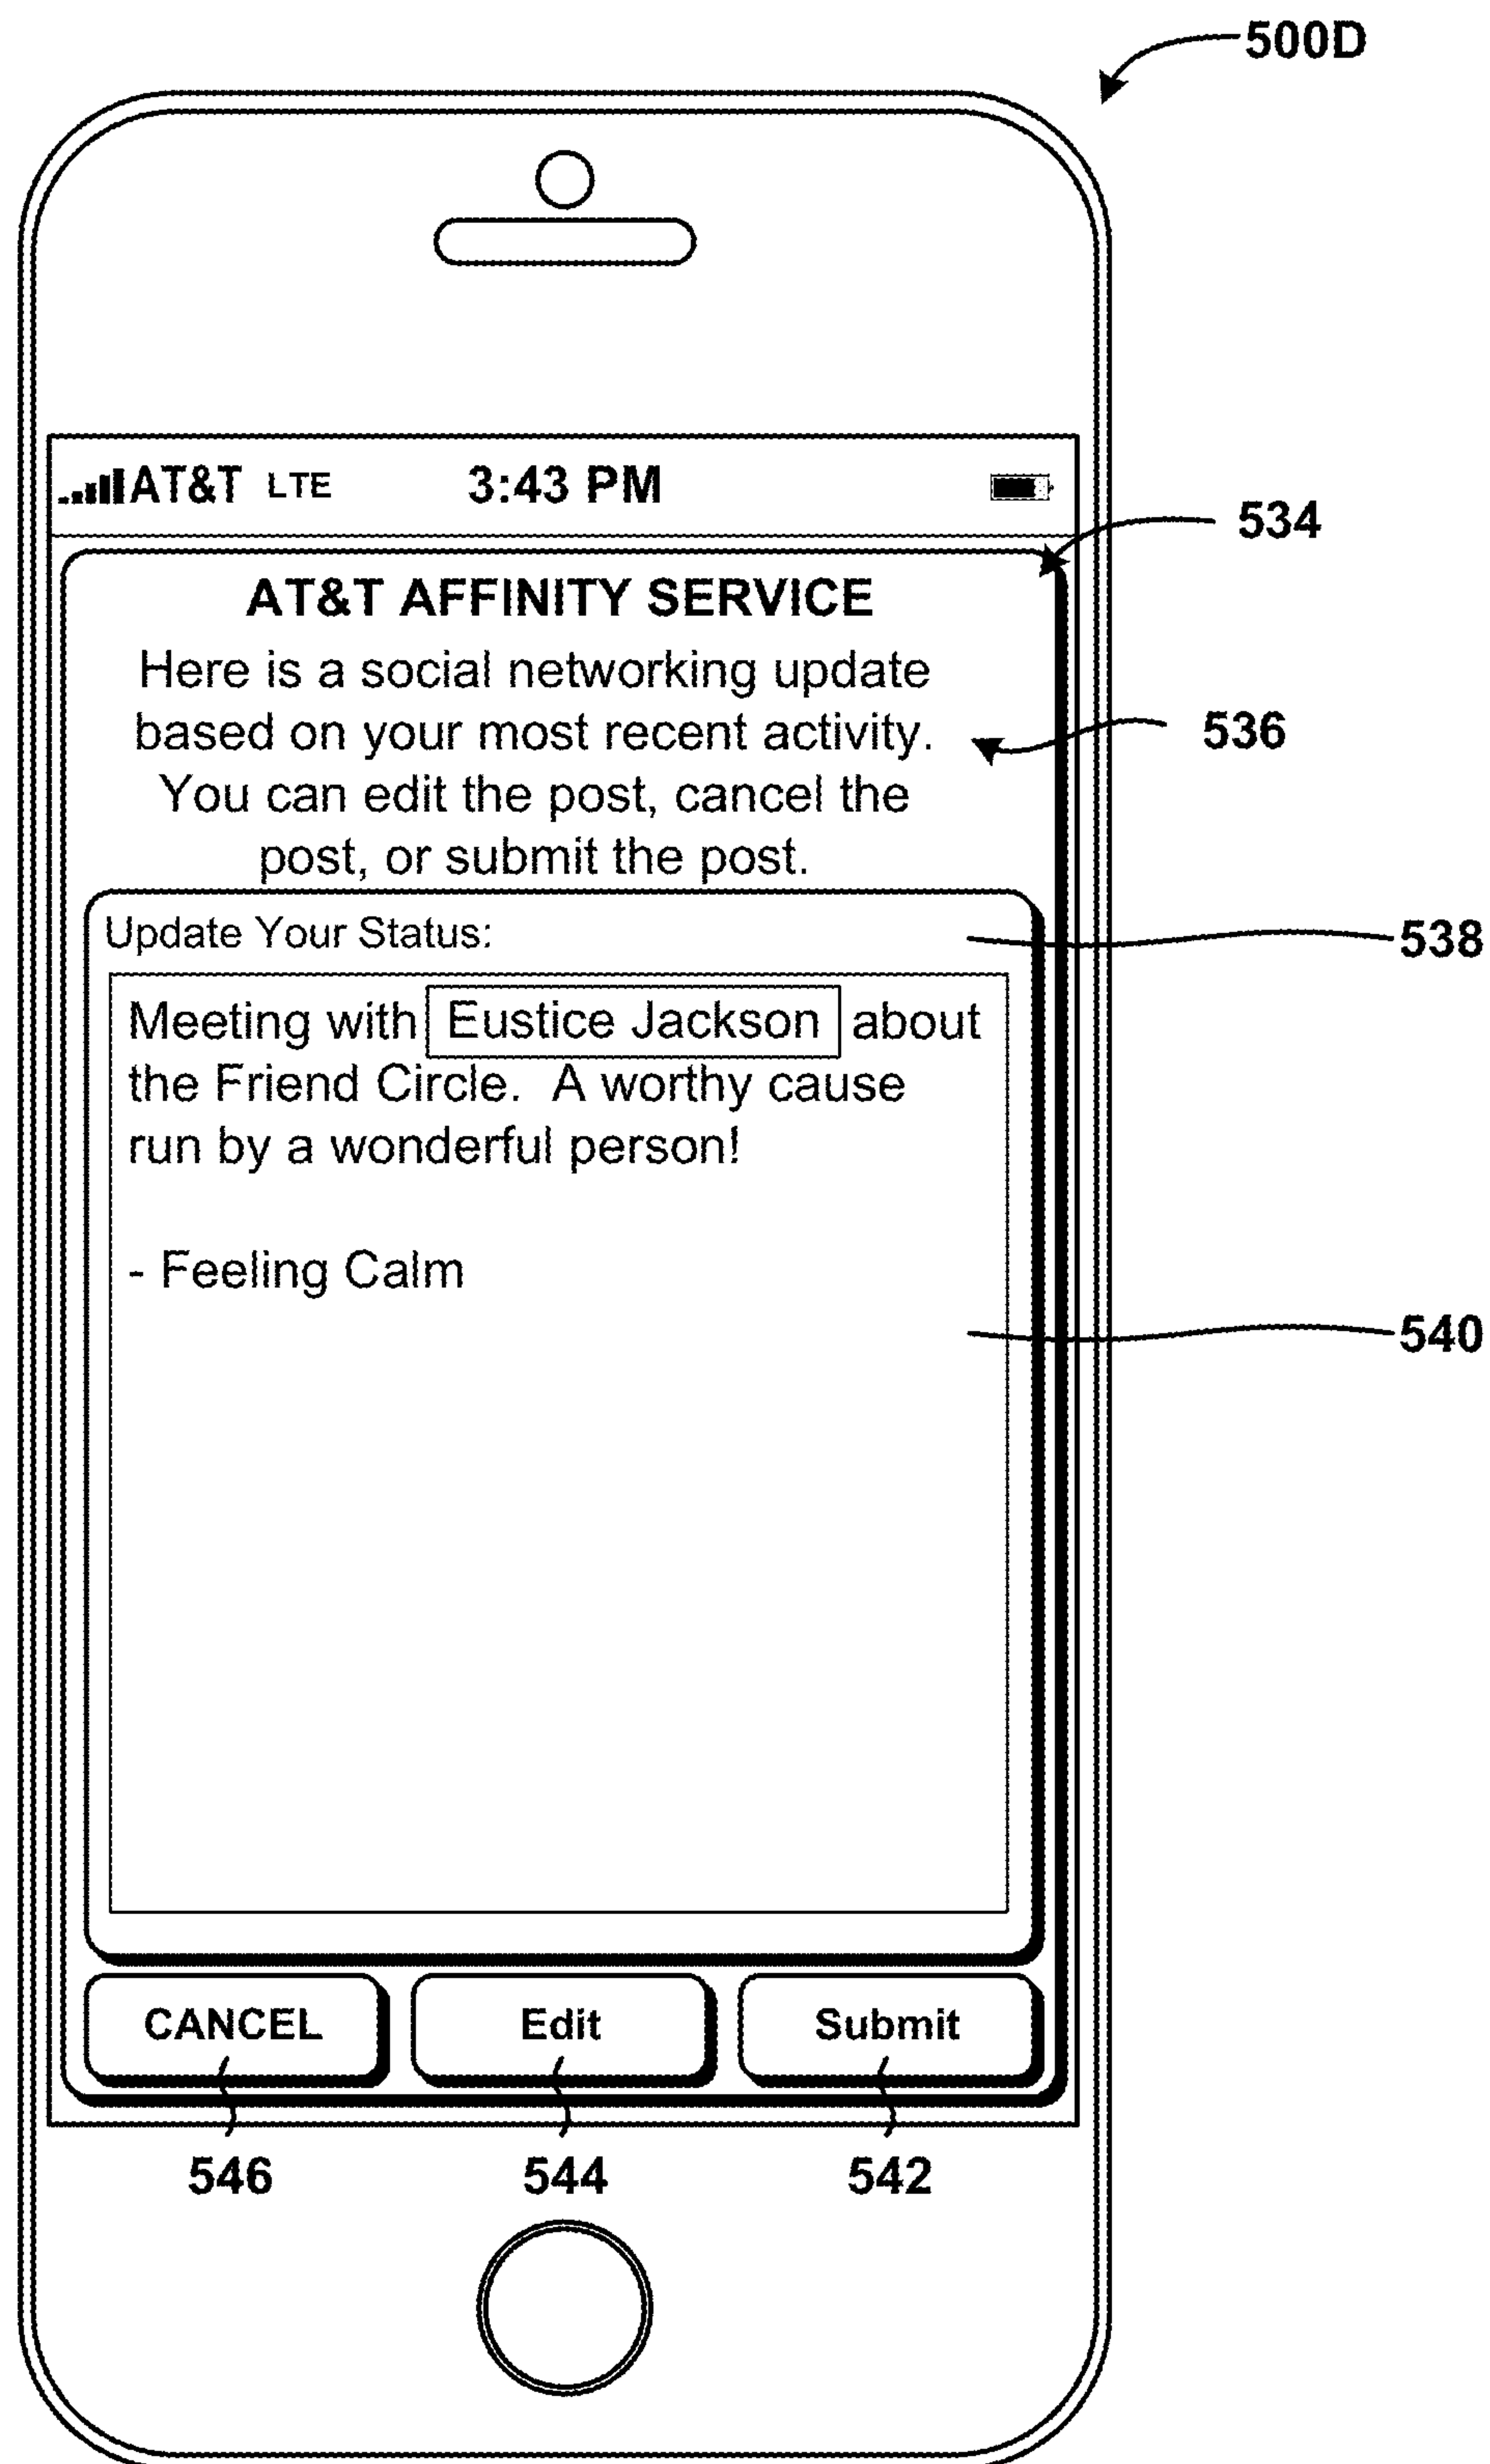 500D
AT&T LTE 3:43 PM
534
AT&T AFFINITY SERVICE
Here is a social networking update
based on your most recent activity.
536
You can edit the post, cancel the
post, or submit the post.
Update Your Status:
538
Meeting with Eustice Jackson about
the Friend Circle. A worthy cause
run by a wonderful person!
- Feeling Calm
540
CANCEL Edit Submit
546 544 542